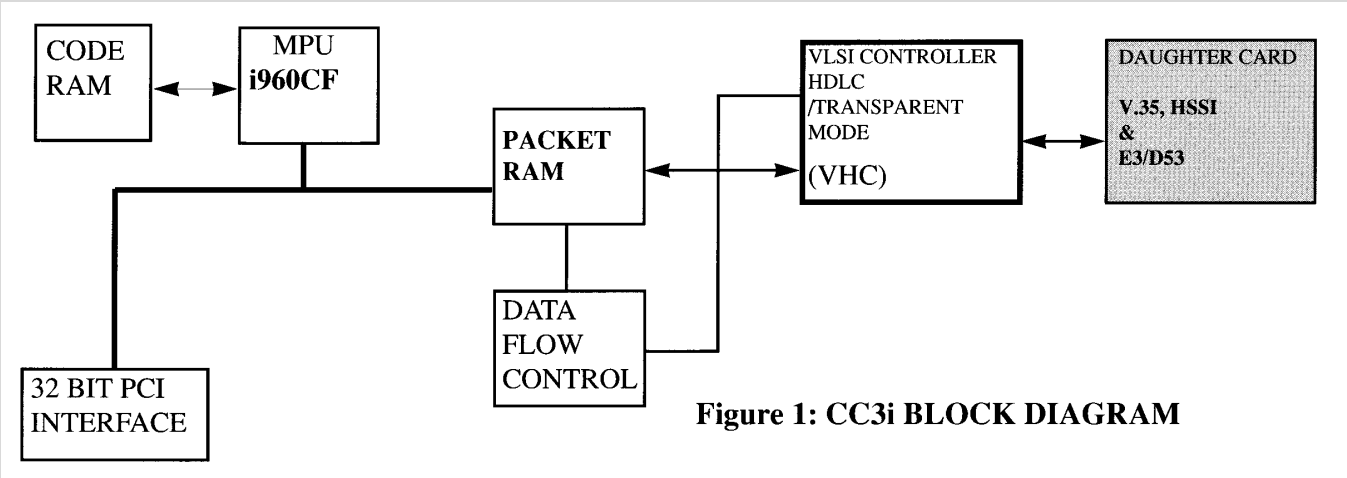 CODE
RAM
MPU
i960CF
PACKET
RAM
VLSI CONTROLLER
HDLC
/TRANSPARENT
MODE
(VHC)
DAUGHTER CARD
V.35, HSSI
&
E3/D53
DATA
FLOW
CONTROL
32 BIT PCI
INTERFACE
Figure 1: CC3i BLOCK DIAGRAM